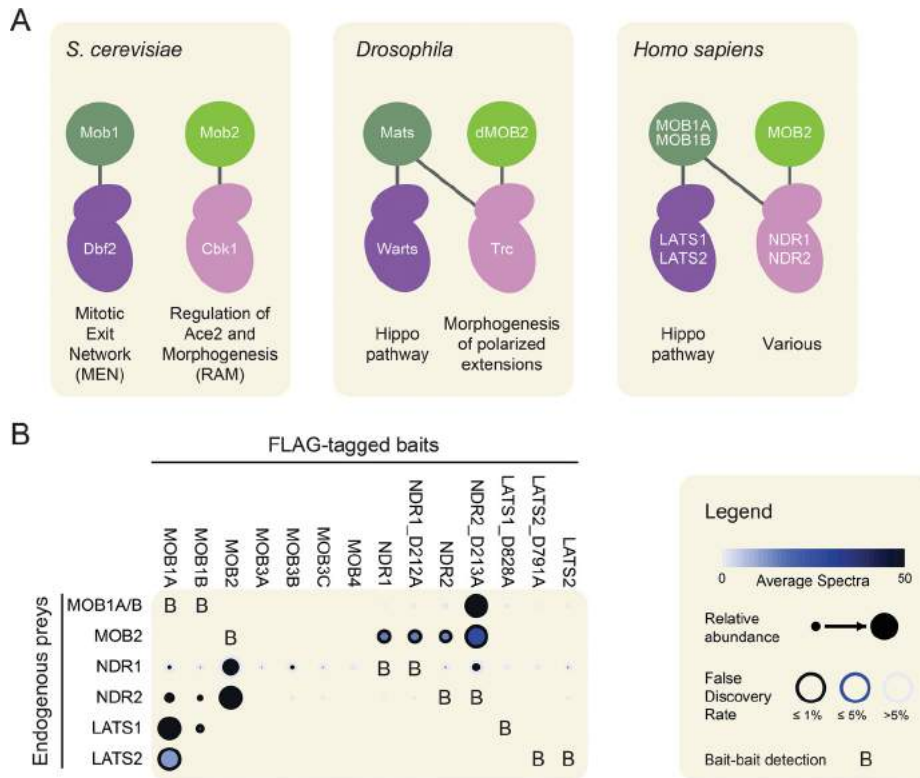 A
S. cerevisiae
Mob1
Mob2
Dbf2
Cbk1
Mitotic
Exit
Network
(MEN)
Regulation of
Ace2 and
Morphogenesis
(RAM)
Drosophila
Mats
dMOB2
Warts
Trc
Hippo
pathway
Morphogenesis
of polarized
extensions
Homo sapiens
MOB1A
MOB1B
MOB2
LATS1
LATS2
NDR1
NDR2
Hippo
pathway
Various
B
FLAG-tagged baits
MOB1A
MOB1B
MOB2
MOB3A
MOB3B
MOB3C
MOB4
NDR1
NDR1_D212A
NDR2
NDR2_D213A
LATS1_D828A
LATS2_D791A
LATS2
Endogenous preys
MOB1A/B B B
MOB2 B
NDR1 B B
NDR2 B B
LATS1 B
LATS2 B B
Legend
0 Average Spectra 50
Relative
abundance
False
Discovery
Rate
≤ 1% ≤ 5% >5%
Bait-bait detection B